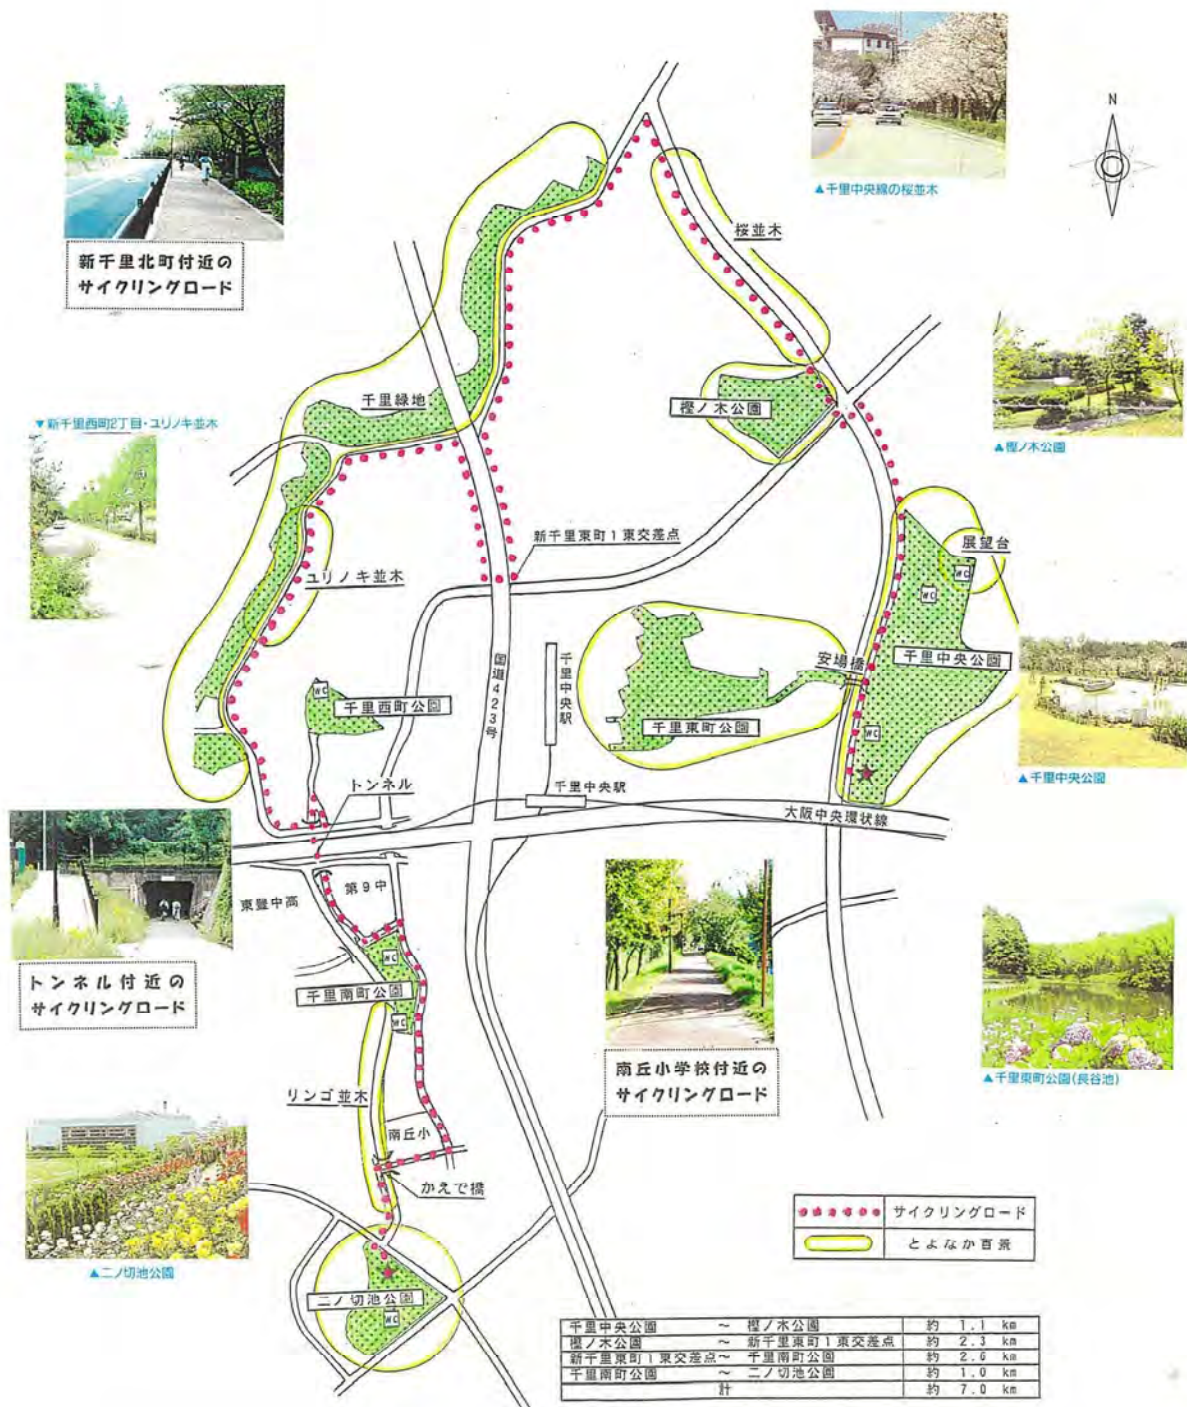 N
▲千里中央線の桜並木
新千里北町付近の
サイクリングロード
桜並木
千里緑地
樫ノ木公園
▲樫ノ木公園
▼新千里西町2丁目・ユリノキ並木
新千里東町1東交差点
展望台
WC
WC
ユリノキ並木
国道423号
千里中央駅
安場橋
千里中央公園
WC
千里西町公園
千里東町公園
WC
▲千里中央公園
トンネル
千里中央駅
大阪中央環状線
東豊中高
第9中
WC
トンネル付近の
サイクリングロード
千里南町公園
WC
南丘小学校付近の
サイクリングロード
▲千里東町公園(長谷池)
リンゴ並木
南丘小
かえで橋
サイクリングロード
とよなか百景
▲二ノ切池公園
二ノ切池公園
WC
千里中央公園 ～ 樫ノ木公園 約 1.1 km
樫ノ木公園 ～ 新千里東町1東交差点 約 2.3 km
新千里東町1東交差点～ 千里南町公園 約 2.6 km
千里南町公園 ～ 二ノ切池公園 約 1.0 km
計 約 7.0 km